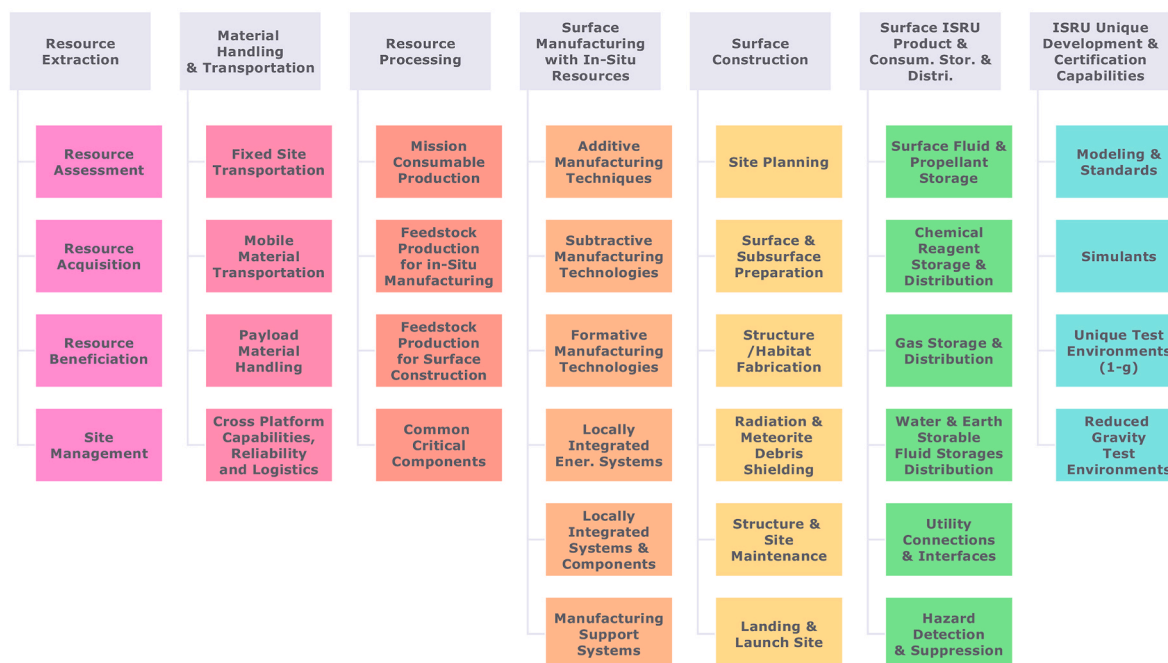 Resource
Extraction
Material
Handling
& Transportation
Resource
Processing
Surface
Manufacturing
with In-Situ
Resources
Surface
Construction
Surface ISRU
Product &
Consum. Stor. &
Distri.
ISRU Unique
Development &
Certification
Capabilities
Resource
Assessment
Resource
Acquisition
Resource
Beneficiation
Site
Management
Fixed Site
Transportation
Mobile
Material
Transportation
Payload
Material
Handling
Cross Platform
Capabilities,
Reliability
and Logistics
Mission
Consumable
Production
Feedstock
Production
for in-Situ
Manufacturing
Feedstock
Production
for Surface
Construction
Common
Critical
Components
Additive
Manufacturing
Techniques
Subtractive
Manufacturing
Technologies
Formative
Manufacturing
Technologies
Locally
Integrated
Ener. Systems
Locally
Integrated
Systems &
Components
Manufacturing
Support
Systems
Site Planning
Surface &
Subsurface
Preparation
Structure
/Habitat
Fabrication
Radiation &
Meteorite
Debris
Shielding
Structure &
Site
Maintenance
Landing &
Launch Site
Surface Fluid &
Propellant
Storage
Chemical
Reagent
Storage &
Distribution
Gas Storage &
Distribution
Water & Earth
Storable
Fluid Storages
Distribution
Utility
Connections
& Interfaces
Hazard
Detection
& Suppression
Modeling &
Standards
Simulants
Unique Test
Environments
(1-g)
Reduced
Gravity
Test
Environments